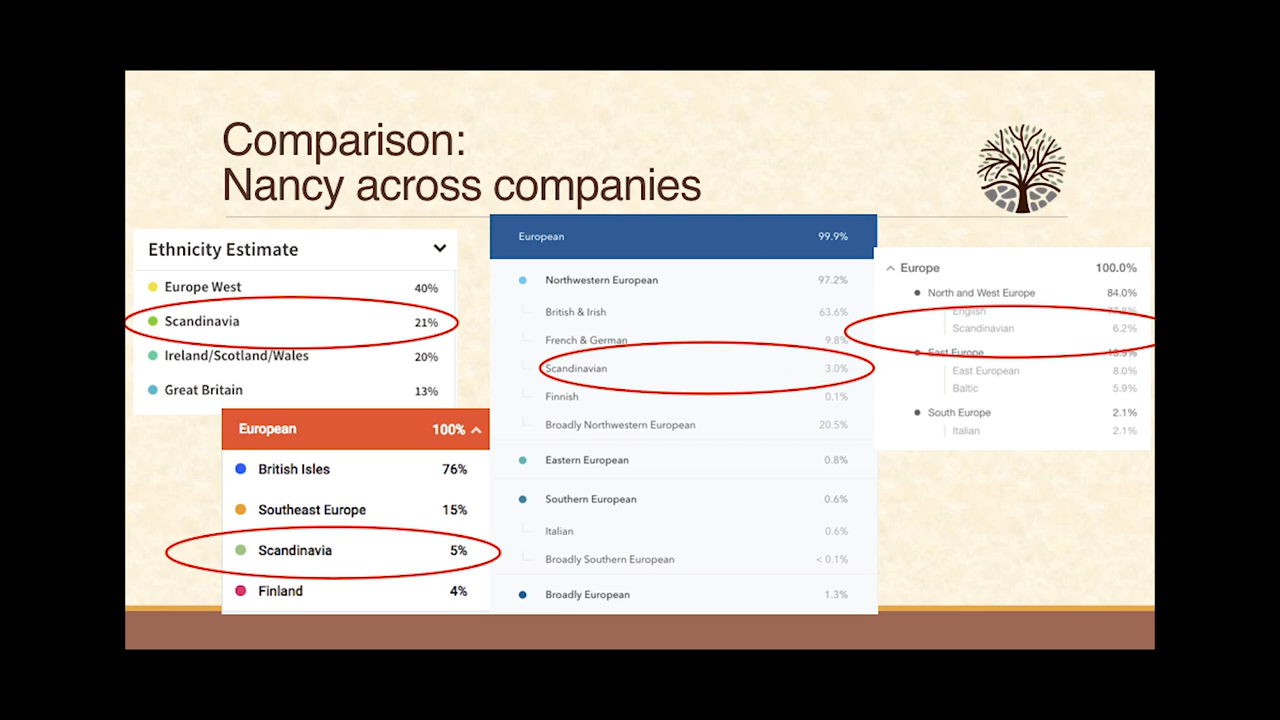 Comparison:
Nancy across companies
Ethnicity Estimate
Europe West 40%
Scandinavia 21%
Ireland/Scotland/Wales 20%
Great Britain 13%
European 100%
British Isles 76%
Southeast Europe 15%
Scandinavia 5%
Finland 4%
European 99.9%
Northwestern European 97.2%
British & Irish 63.6%
French & German 9.8%
Scandinavian 3.0%
Finnish 0.1%
Broadly Northwestern European 20.5%
Eastern European 0.8%
Southern European 0.6%
Italian 0.6%
Broadly Southern European < 0.1%
Broadly European 1.3%
Europe 100.0%
North and West Europe 84.0%
English 77.8%
Scandinavian 6.2%
East Europe 13.9%
East European 8.0%
Baltic 5.9%
South Europe 2.1%
Italian 2.1%